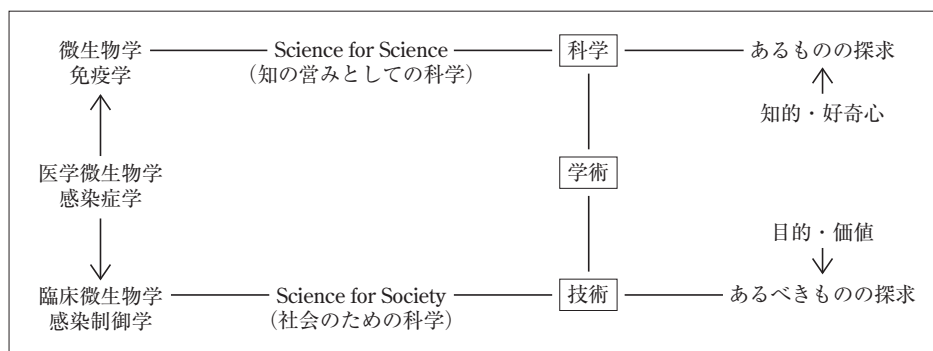 微生物学
免疫学
Science for Science
（知の営みとしての科学）
科学
あるものの探求
知的・好奇心
医学微生物学
感染症学
学術
目的・価値
臨床微生物学
感染制御学
Science for Society
（社会のための科学）
技術
あるべきものの探求